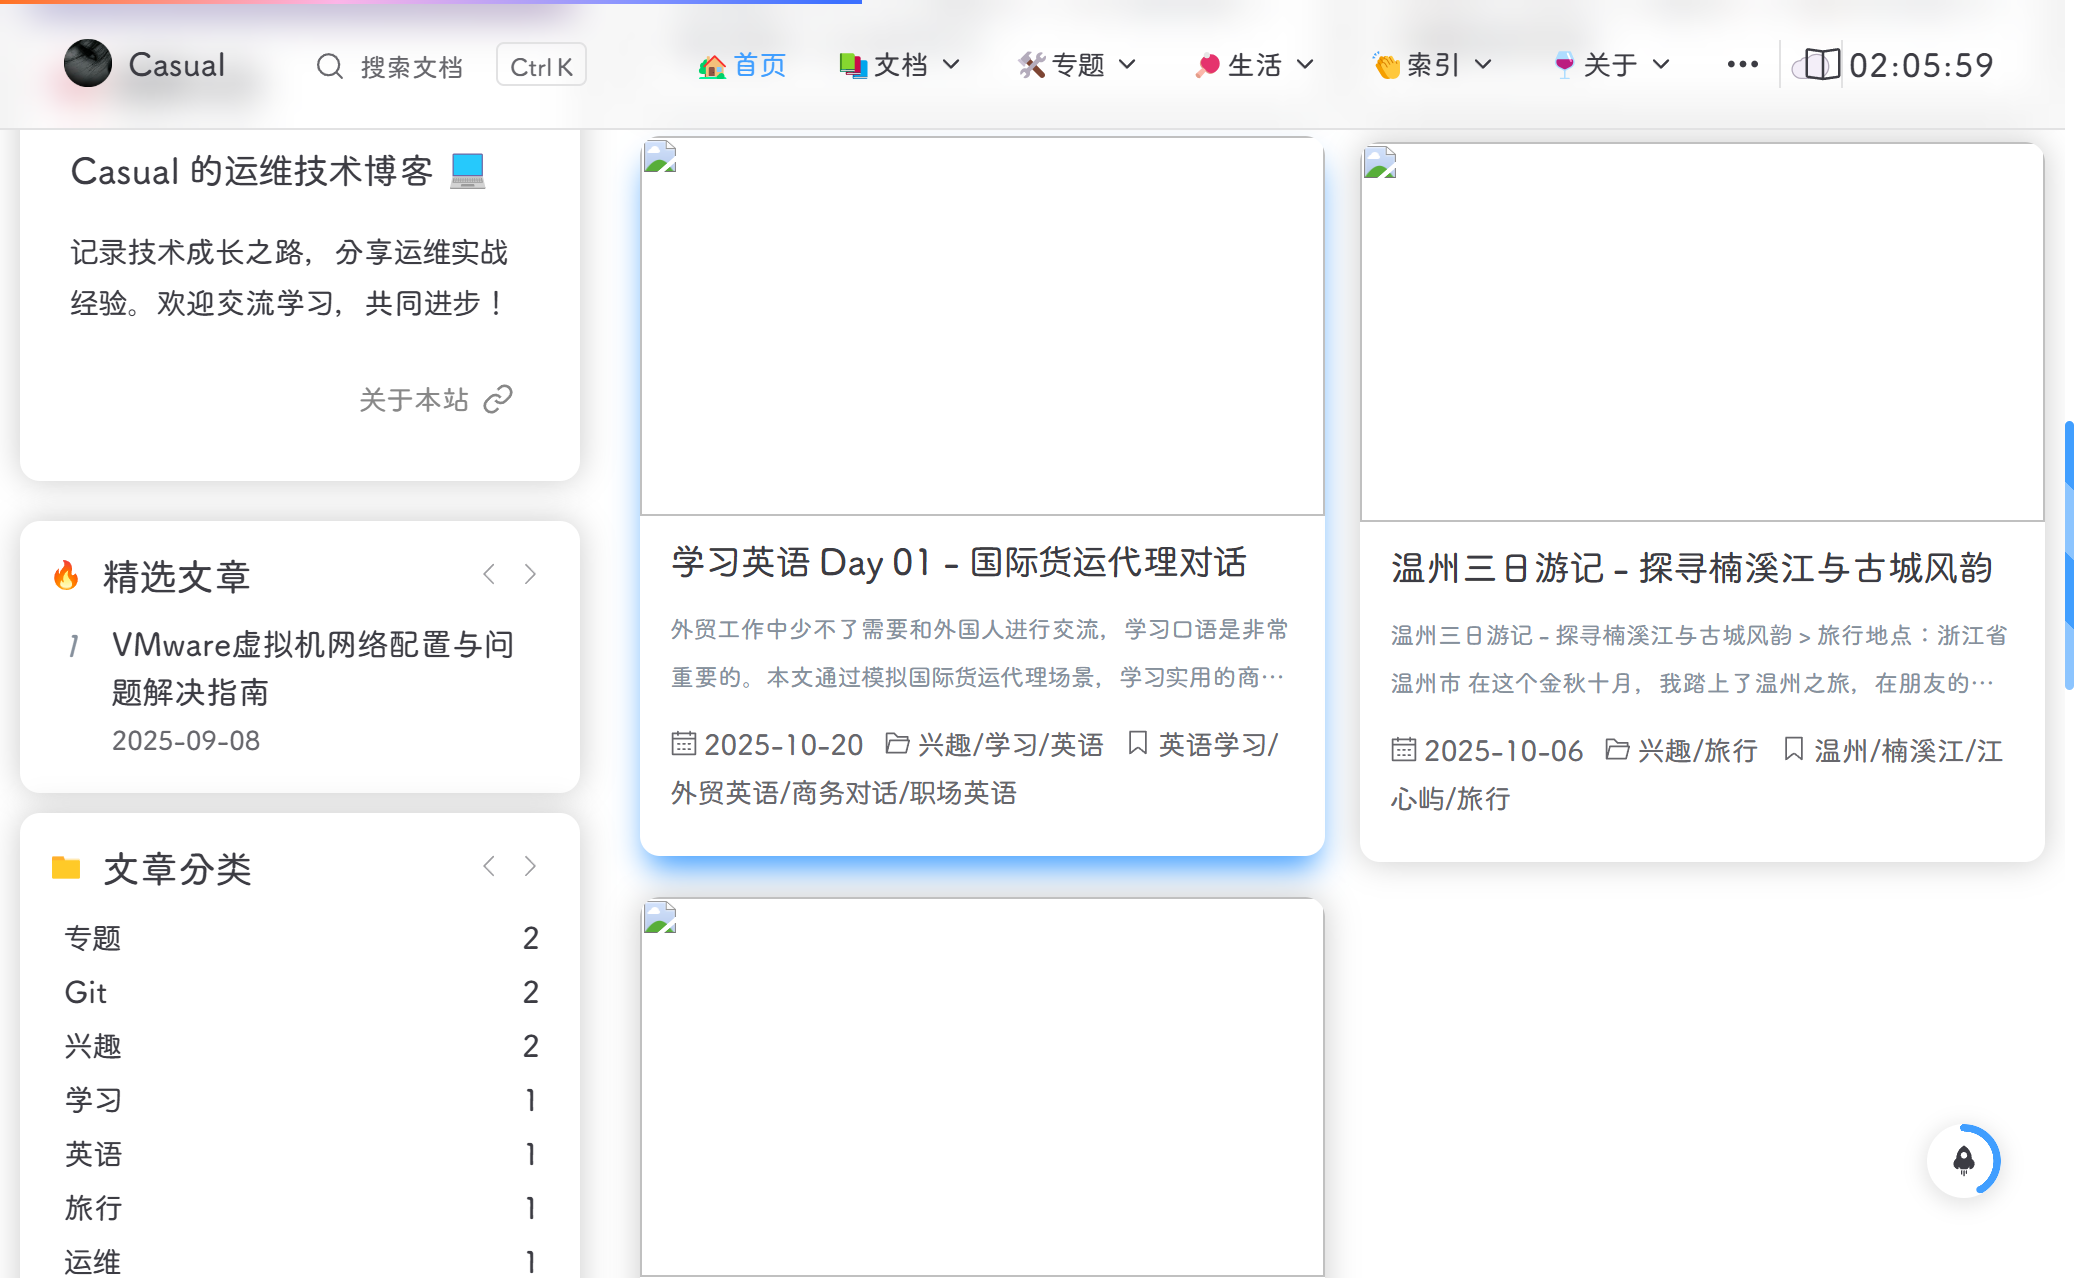 Casual
搜索文档
Ctrl K
首页
文档
专题
生活
索引
关于
02:05:59
Casual 的运维技术博客
记录技术成长之路，分享运维实战
经验。欢迎交流学习，共同进步！
关于本站
精选文章
1 VMware虚拟机网络配置与问
题解决指南
2025-09-08
文章分类
专题 2
Git 2
兴趣 2
学习 1
英语 1
旅行 1
运维 1
学习英语 Day 01 - 国际货运代理对话
外贸工作中少不了需要和外国人进行交流，学习口语是非常
重要的。本文通过模拟国际货运代理场景，学习实用的商…
2025-10-20 兴趣/学习/英语 英语学习/
外贸英语/商务对话/职场英语
温州三日游记 - 探寻楠溪江与古城风韵
温州三日游记 - 探寻楠溪江与古城风韵 > 旅行地点：浙江省
温州市 在这个金秋十月，我踏上了温州之旅，在朋友的…
2025-10-06 兴趣/旅行 温州/楠溪江/江
心屿/旅行